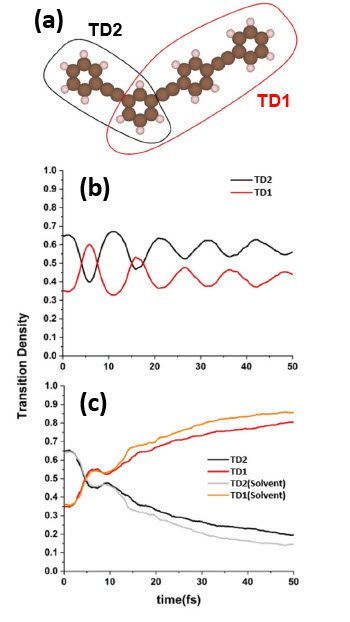 (a)
TD2
TD1
(b)
TD2
TD1
1.0
0.9
0.8
0.7
0.6
0.5
0.4
0.3
0.2
0.1
0.0
0 10 20 30 40 50
Transition Density
(c)
1.0
0.9
0.8
0.7
0.6
0.5
0.4
0.3
0.2
0.1
0.0
TD2
TD1
TD2(Solvent)
TD1(Solvent)
0 10 20 30 40 50
time(fs)